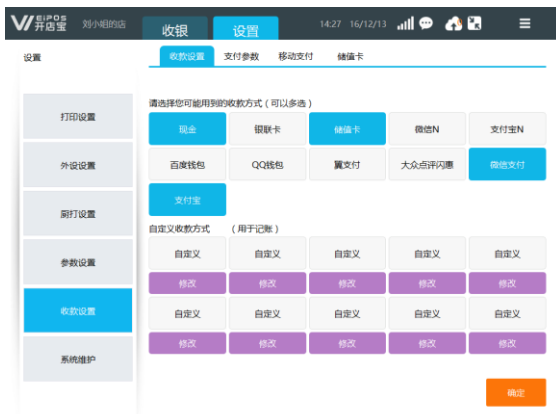 EiPOS
开店宝 刘小姐的店 收银 设置 14:27 16/12/13
设置 收款设置 支付参数 移动支付 储值卡
请选择您可能用到的收款方式(可以多选)
打印设置
现金 银联卡 储值卡 微信N 支付宝N
外设设置
百度钱包 QQ钱包 翼支付 大众点评闪惠 微信支付
厨打设置
支付宝
自定义收款方式 (用于记账)
参数设置
自定义 自定义 自定义 自定义 自定义
修改 修改 修改 修改 修改
收款设置
自定义 自定义 自定义 自定义 自定义
修改 修改 修改 修改 修改
系统维护
确定